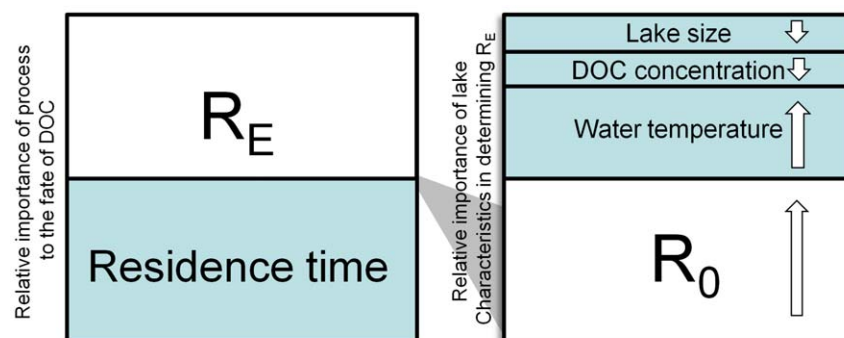 Relative importance of process
to the fate of DOC
R_E
Residence time
Relative importance of lake
Characteristics in determining R_E
Lake size
DOC concentration
Water temperature
R_0